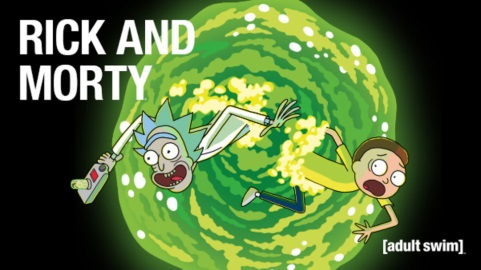 RICK AND
MORTY
[adult swim]